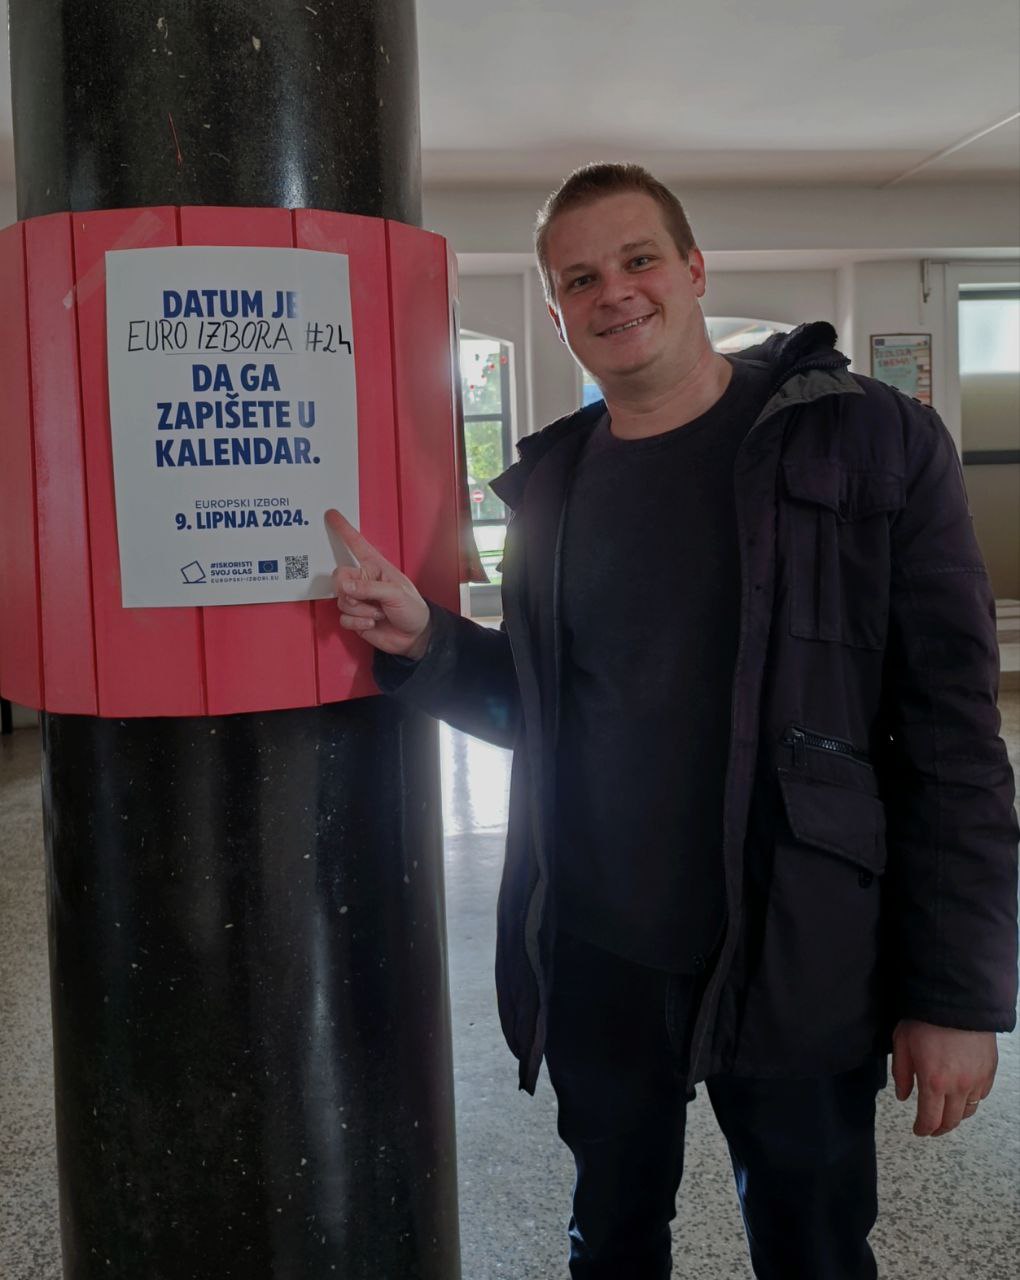 DATUM JE
EURO IZBORA #24
DA GA
ZAPIŠETE U
KALENDAR.
EUROPSKI IZBORI
9. LIPNJA 2024.
#ISKORISTI
SVOJ GLAS
EUROPSKI-IZBORI.EU